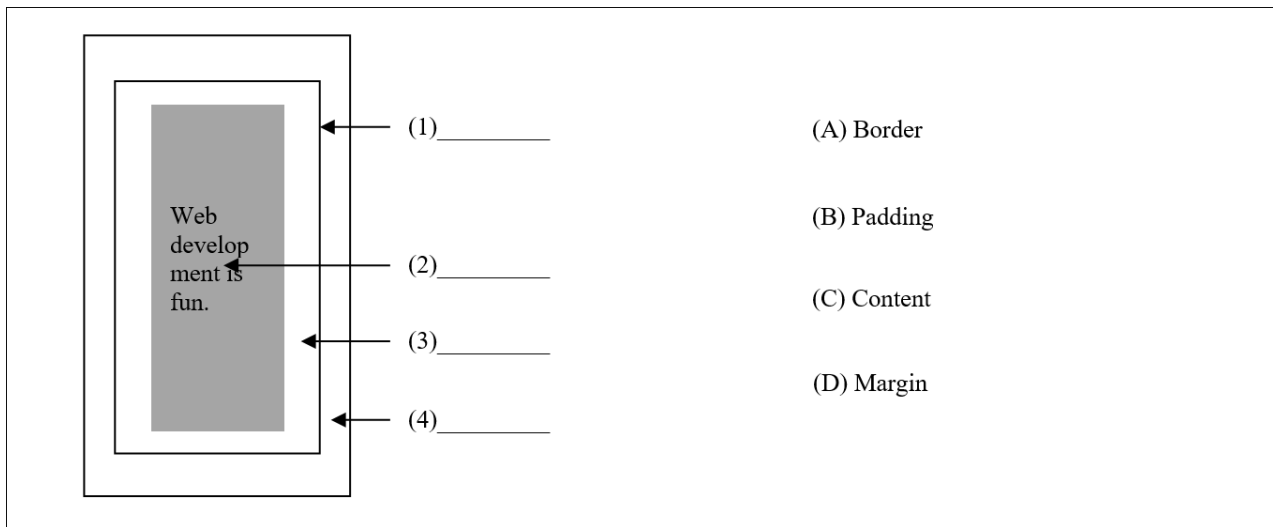 (1)_________
(A) Border
Web
develop
ment is
fun.
(B) Padding
(2)_________
(C) Content
(3)_________
(D) Margin
(4)_________